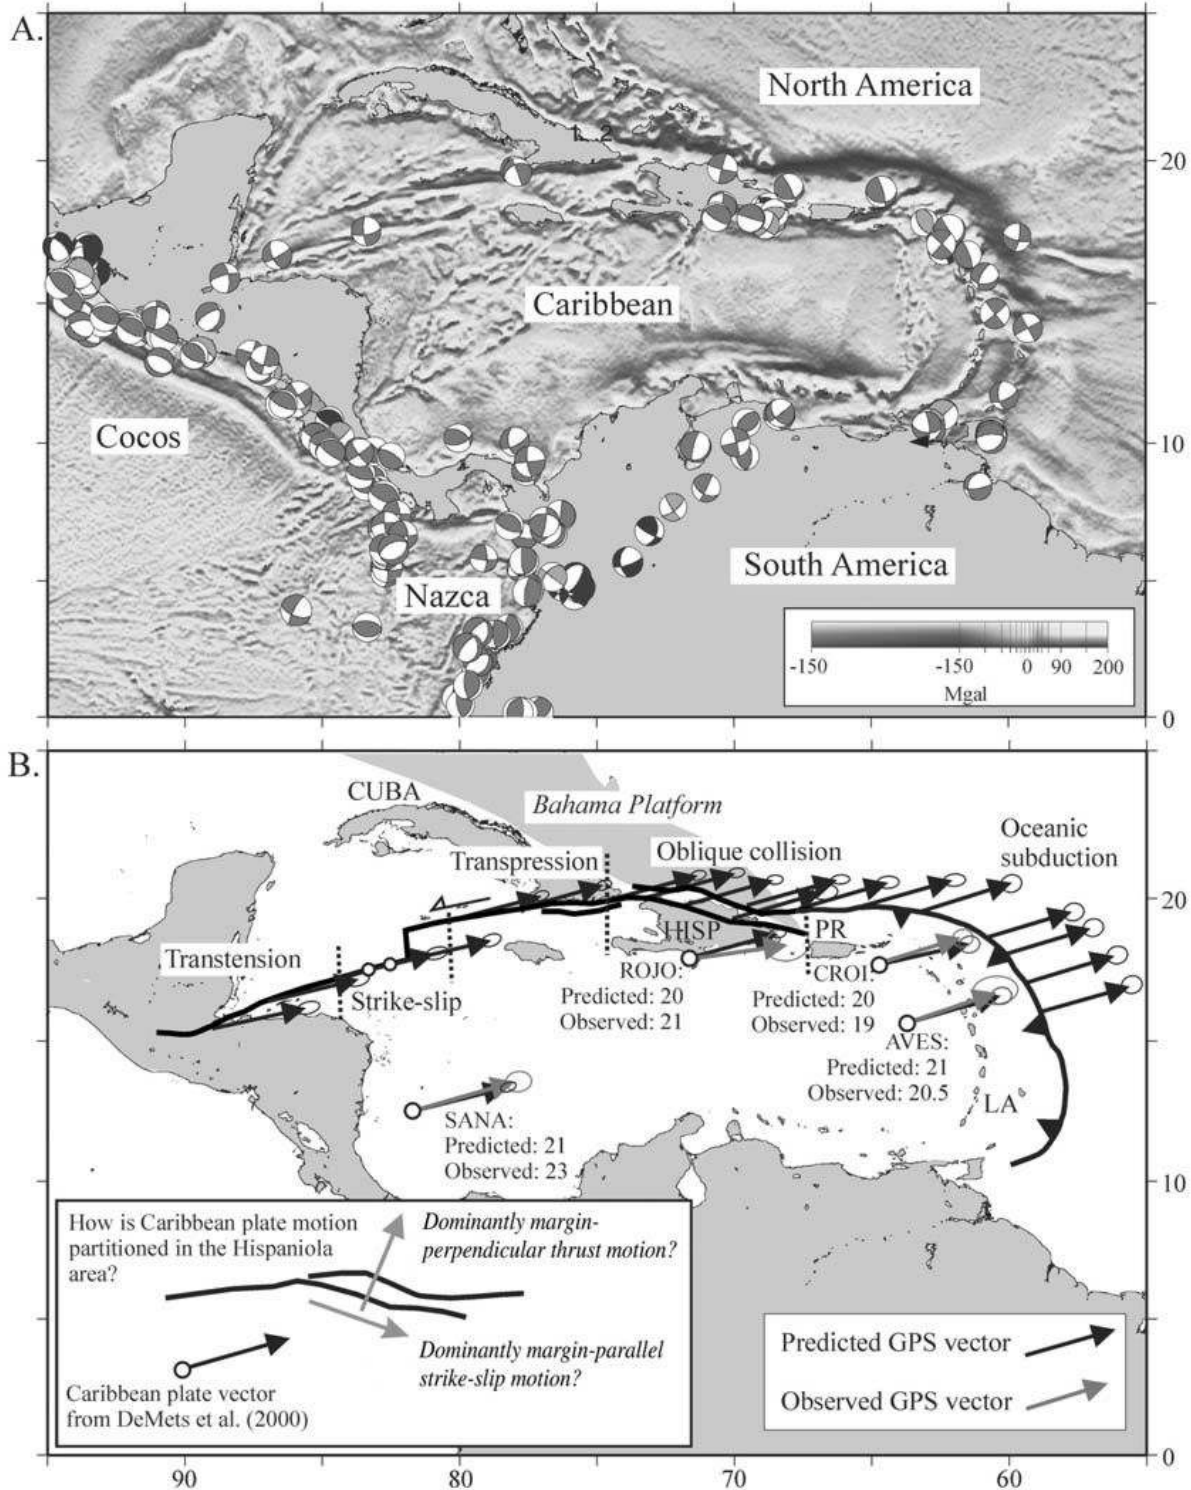 A.
North America
1 2
20
Caribbean
Cocos
10
South America
Nazca
-150 -150 0 90 200
Mgal
0
B.
CUBA
Bahama Platform
Oceanic
subduction
Transpression
Oblique collision
20
HISP
PR
Transtension
Strike-slip
ROJO:
Predicted: 20
Observed: 21
CROI:
Predicted: 20
Observed: 19
AVES:
Predicted: 21
Observed: 20.5
SANA:
Predicted: 21
Observed: 23
LA
10
How is Caribbean plate motion
partitioned in the Hispaniola
area?
Dominantly margin-
perpendicular thrust motion?
Dominantly margin-parallel
strike-slip motion?
Caribbean plate vector
from DeMets et al. (2000)
Predicted GPS vector
Observed GPS vector
0
90 80 70 60